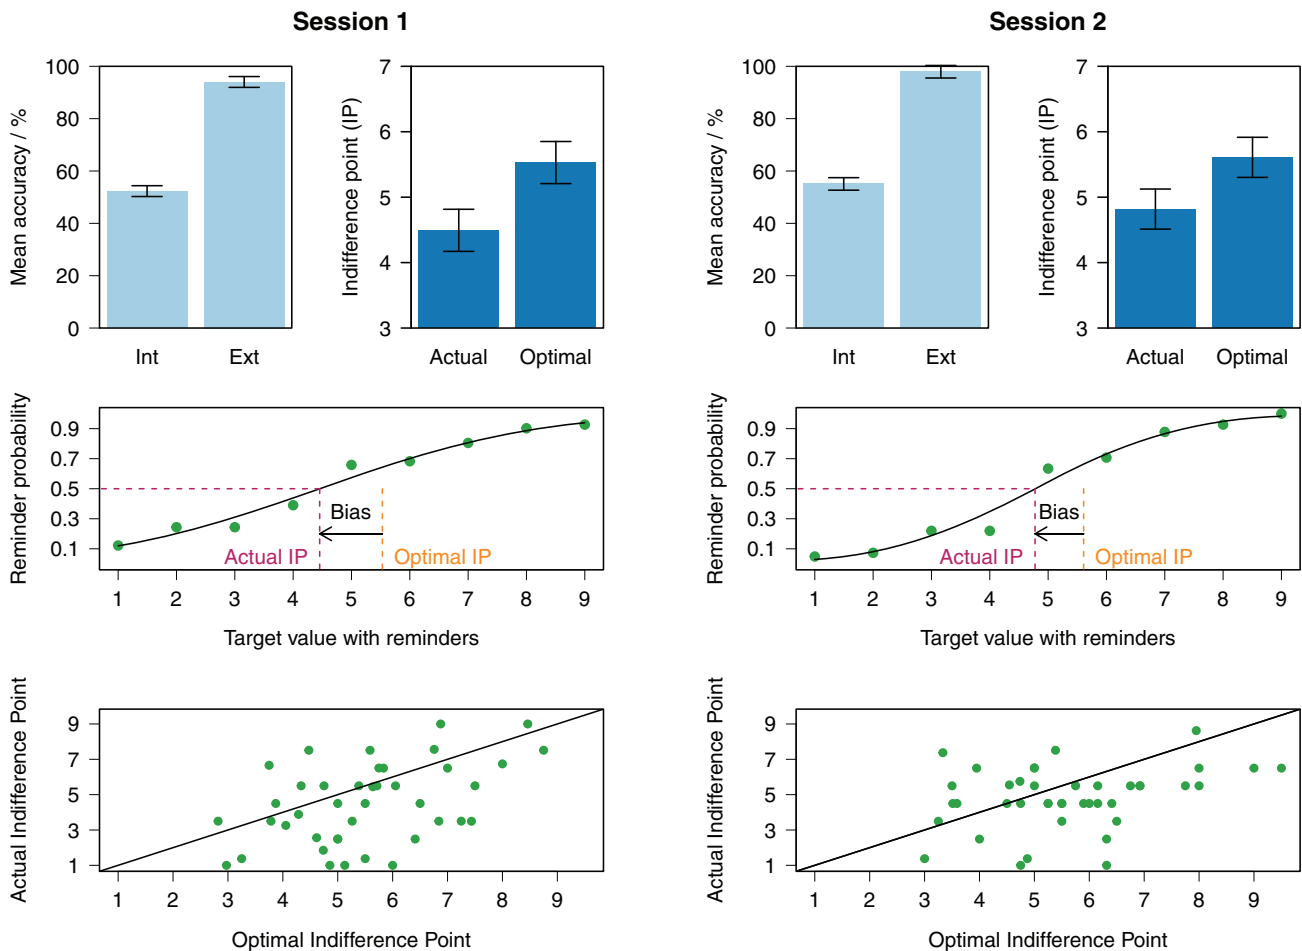 Session 1
Session 2
Mean accuracy / %
100
80
60
40
20
0
Int Ext
Indifference point (IP)
7
6
5
4
3
Actual Optimal
Mean accuracy / %
100
80
60
40
20
0
Int Ext
Indifference point (IP)
7
6
5
4
3
Actual Optimal
Reminder probability
0.9
0.7
0.5
0.3
0.1
Bias
Actual IP
Optimal IP
1 2 3 4 5 6 7 8 9
Target value with reminders
Reminder probability
0.9
0.7
0.5
0.3
0.1
Bias
Actual IP
Optimal IP
1 2 3 4 5 6 7 8 9
Target value with reminders
Actual Indifference Point
9
7
5
3
1
1 2 3 4 5 6 7 8 9
Optimal Indifference Point
Actual Indifference Point
9
7
5
3
1
1 2 3 4 5 6 7 8 9
Optimal Indifference Point